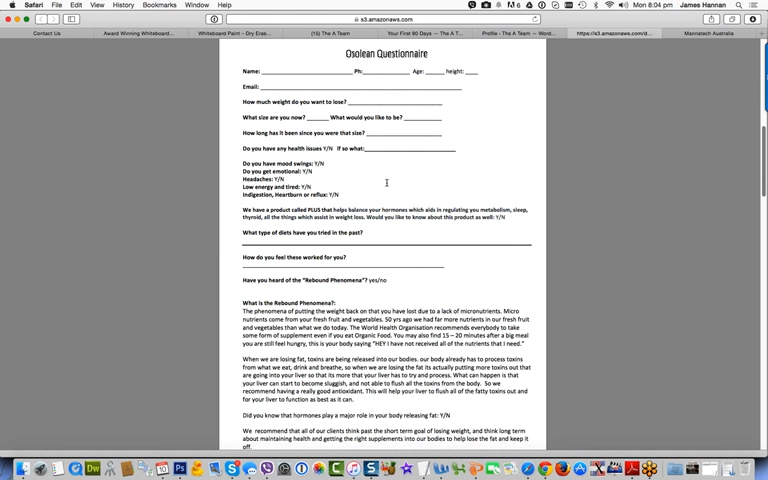 Safari File Edit View History Bookmarks Window Help
6 Mon 8:04 pm James Hannan
s3.amazonaws.com
Contact Us Award Winning Whiteboard... Whiteboard Paint – Dry Eras... (15) The A Team Your First 90 Days — The A T... Profile ‹ The A Team — Word... https://s3.amazonaws.com/d... Mannatech Australia
Osolean Questionnaire
Name: ____ Ph: ____ Age: ____ height: ____
Email: ____
How much weight do you want to lose? ____
What size are you now? ____ What would you like to be? ____
How long has it been since you were that size? ____
Do you have any health issues Y/N if so what: ____
Do you have mood swings: Y/N
Do you get emotional: Y/N
Headaches: Y/N
Low energy and tired: Y/N
Indigestion, Heartburn or reflux: Y/N
We have a product called PLUS that helps balance your hormones which aids in regulating you metabolism, sleep,
thyroid, all the things which assist in weight loss. Would you like to know about this product as well: Y/N
What type of diets have you tried in the past?
How do you feel these worked for you?
Have you heard of the "Rebound Phenomena"? yes/no
What is the Rebound Phenomena?:
The phenomena of putting the weight back on that you have lost due to a lack of micronutrients. Micro
nutrients come from your fresh fruit and vegetables. 50 yrs ago we had far more nutrients in our fresh fruit
and vegetables than what we do today. The World Health Organisation recommends everybody to take
some form of supplement even if you eat Organic Food. You may also find 15 – 20 minutes after a big meal
you are still feel hungry, this is your body saying "HEY I have not received all of the nutrients that I need."
When we are losing fat, toxins are being released into our bodies. our body already has to process toxins
from what we eat, drink and breathe, so when we are losing the fat its actually putting more toxins out that
are going into your liver so that its more that your liver has to try and process. What can happen is that
your liver can start to become sluggish, and not able to flush all the toxins from the body. So we
recommend having a really good antioxidant. This will help your liver to flush all of the fatty toxins out and
for your liver to function as best as it can.
Did you know that hormones play a major role in your body releasing fat: Y/N
We recommend that all of our clients think past the short term goal of losing weight, and think long term
about maintaining health and getting the right supplements into our bodies to help lose the fat and keep it
off.